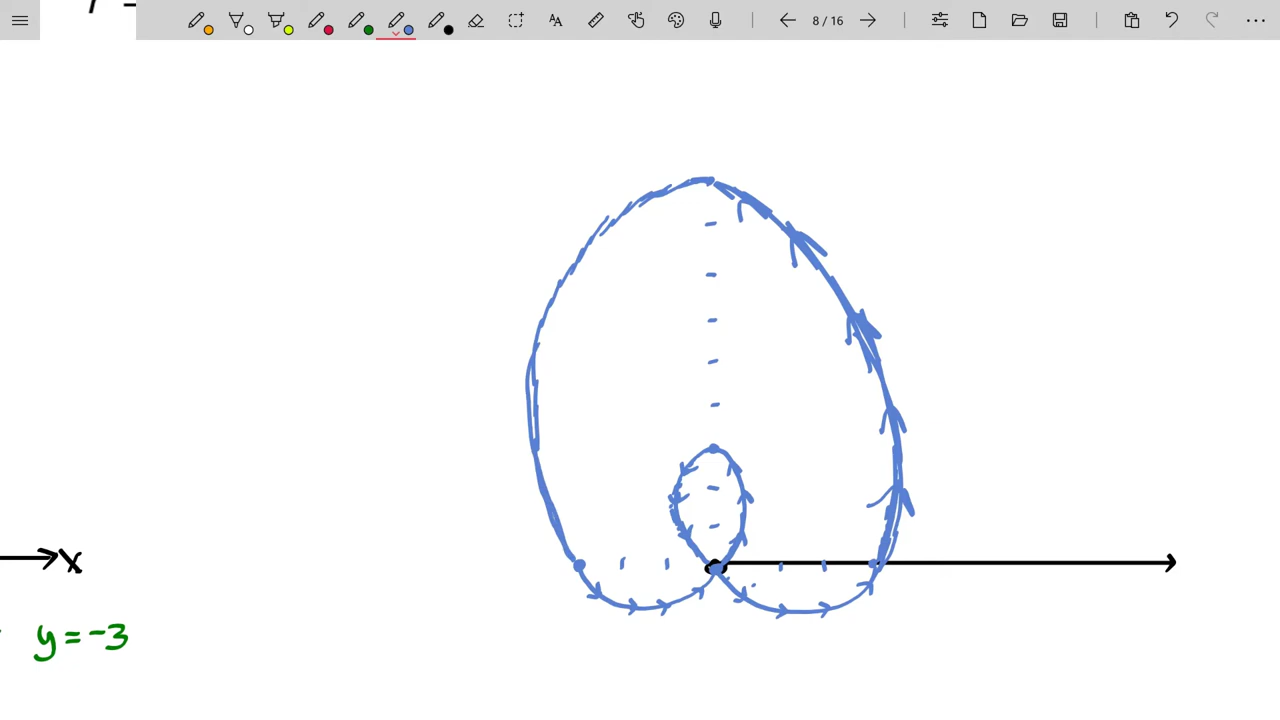 8 / 16
x
y = -3